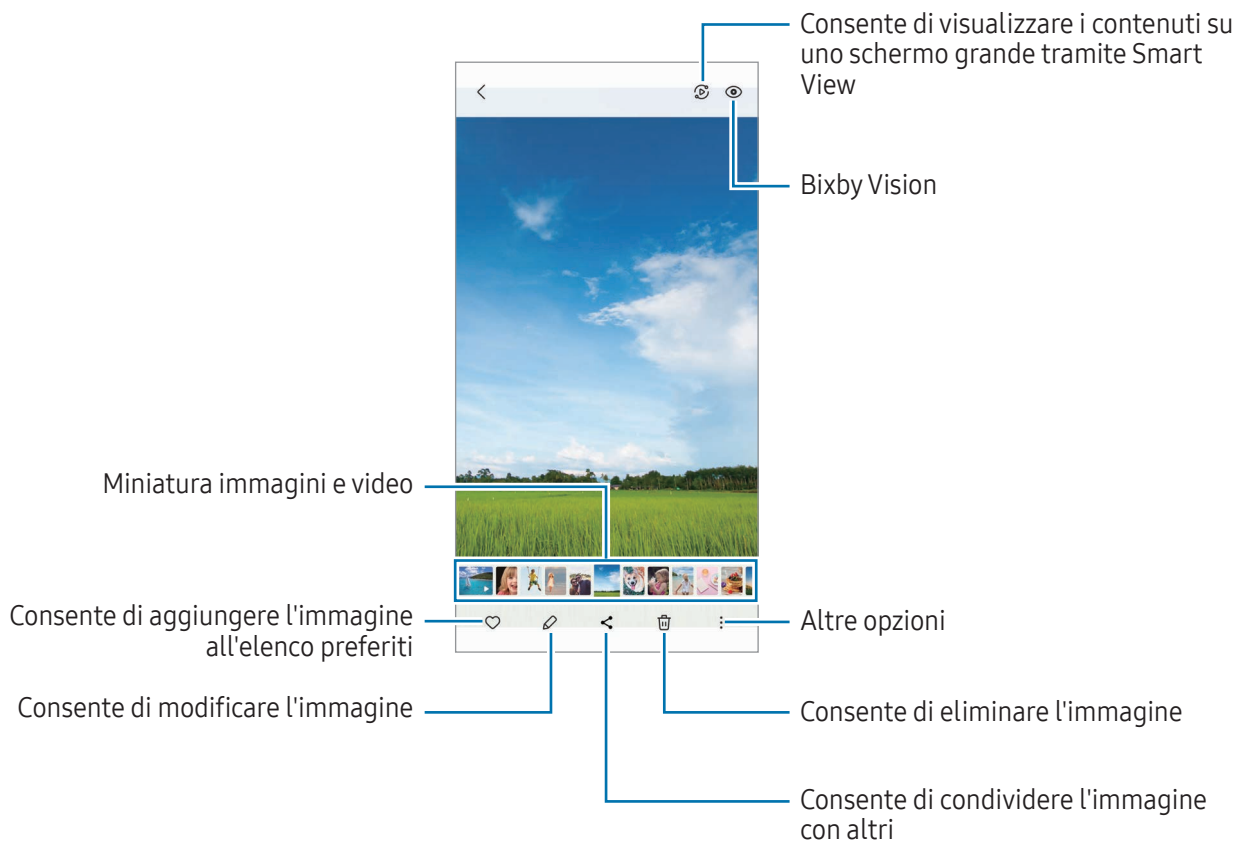 Consente di visualizzare i contenuti su
uno schermo grande tramite Smart
View
Bixby Vision
Miniatura immagini e video
Consente di aggiungere l'immagine
all'elenco preferiti
Altre opzioni
Consente di modificare l'immagine
Consente di eliminare l'immagine
Consente di condividere l'immagine
con altri